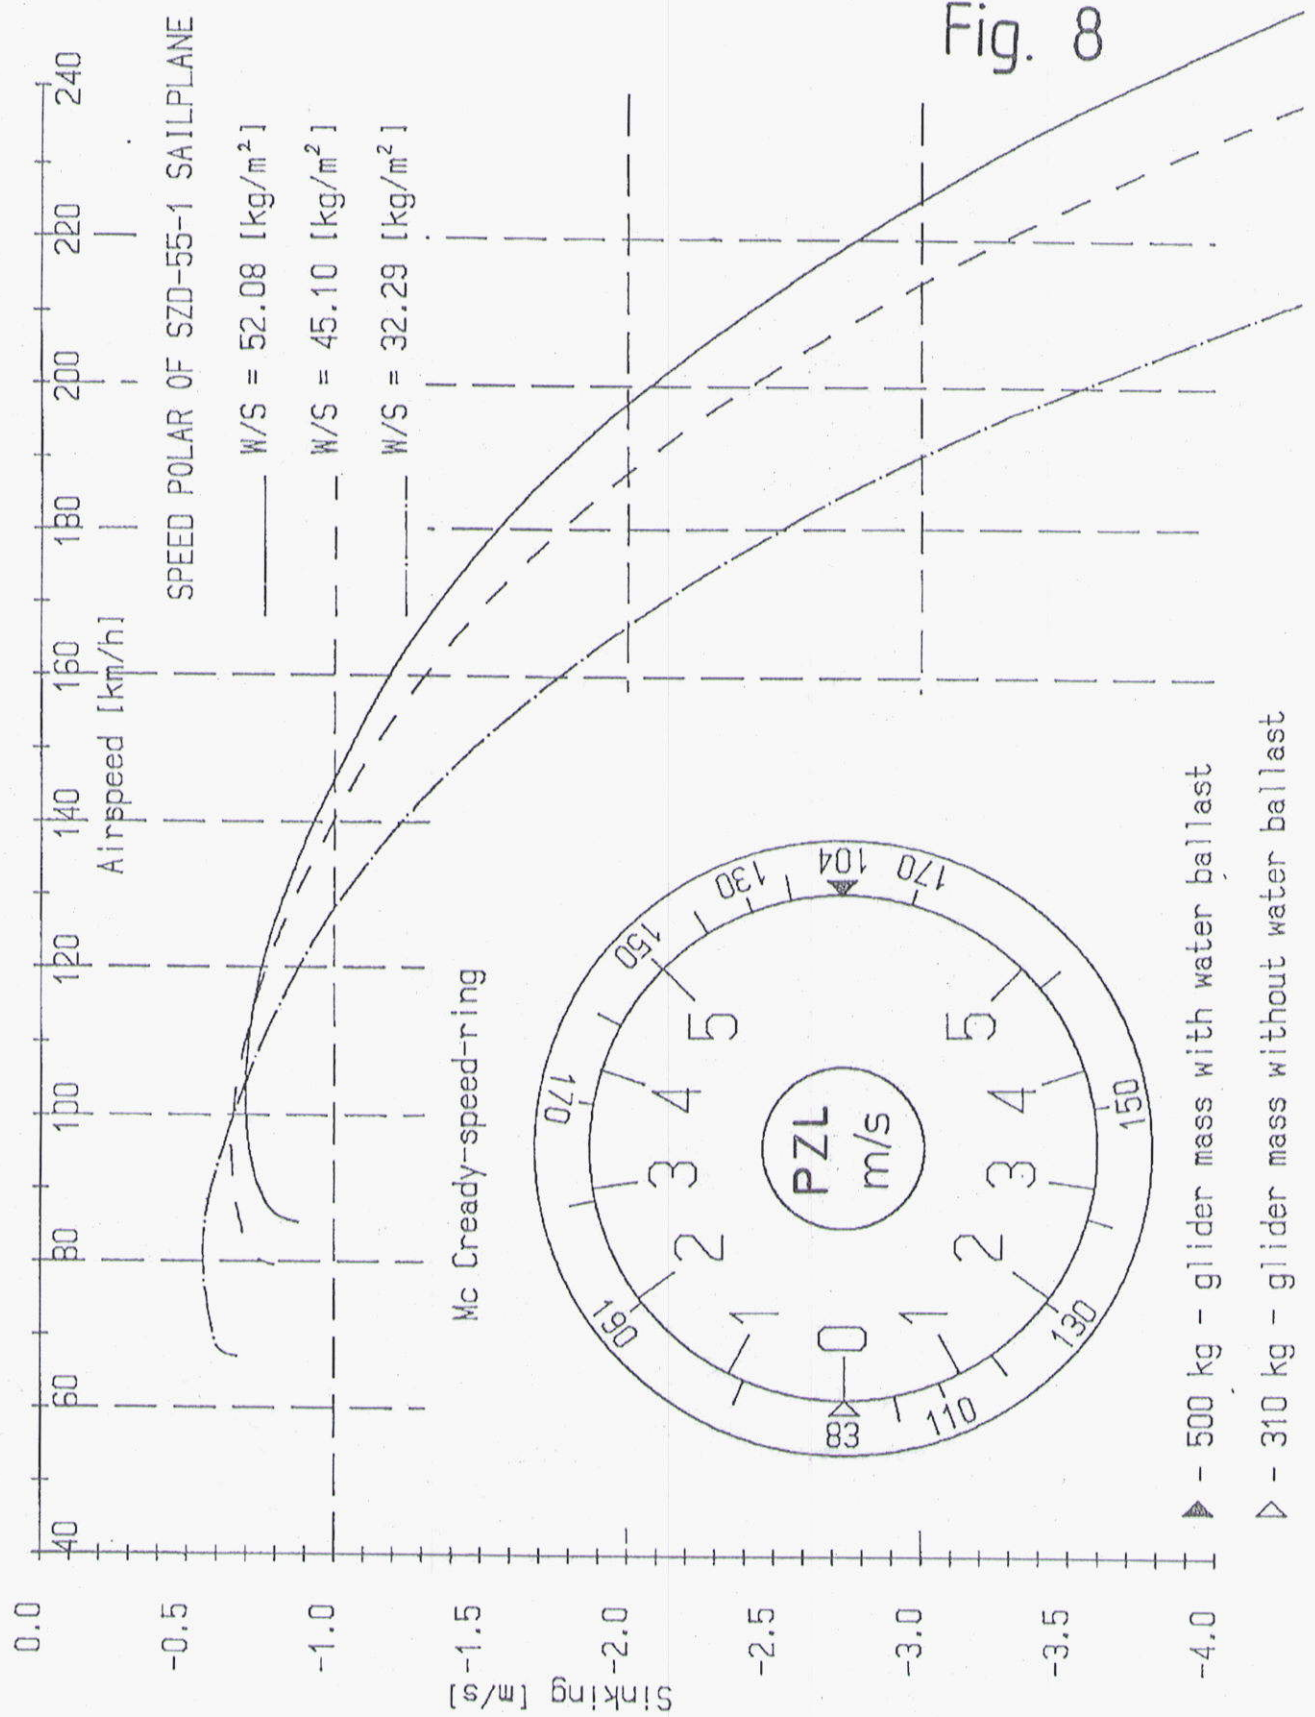 Fig. 8
40 60 80 100 120 140 160 180 200 220 240
Airspeed [km/h]
SPEED POLAR OF SZD-55-1 SAILPLANE
W/S = 52.08 [kg/m²]
W/S = 45.10 [kg/m²]
W/S = 32.29 [kg/m²]
0.0
-0.5
-1.0
-1.5
-2.0
-2.5
-3.0
-3.5
-4.0
Sinking [m/s]
Mc Cready-speed-ring
PZL
m/s
0
1
2
3
4
5
5
4
3
2
1
83
190
170
150
130
104
170
150
130
110
- 500 kg - glider mass with water ballast
- 310 kg - glider mass without water ballast